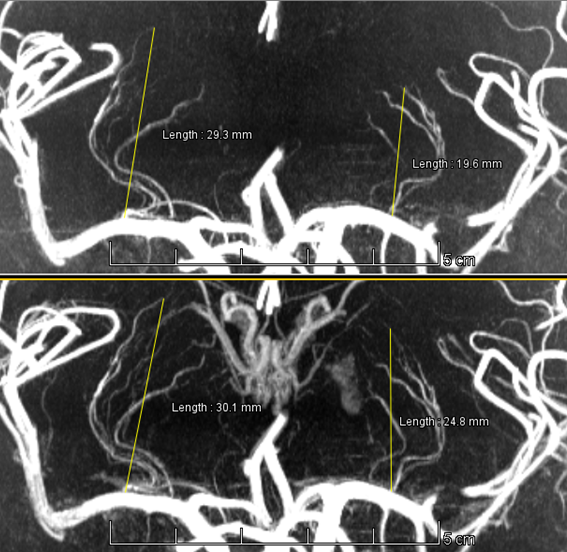 Length : 29.3 mm
Length : 19.6 mm
5 cm
Length : 30.1 mm
Length : 24.8 mm
5 cm